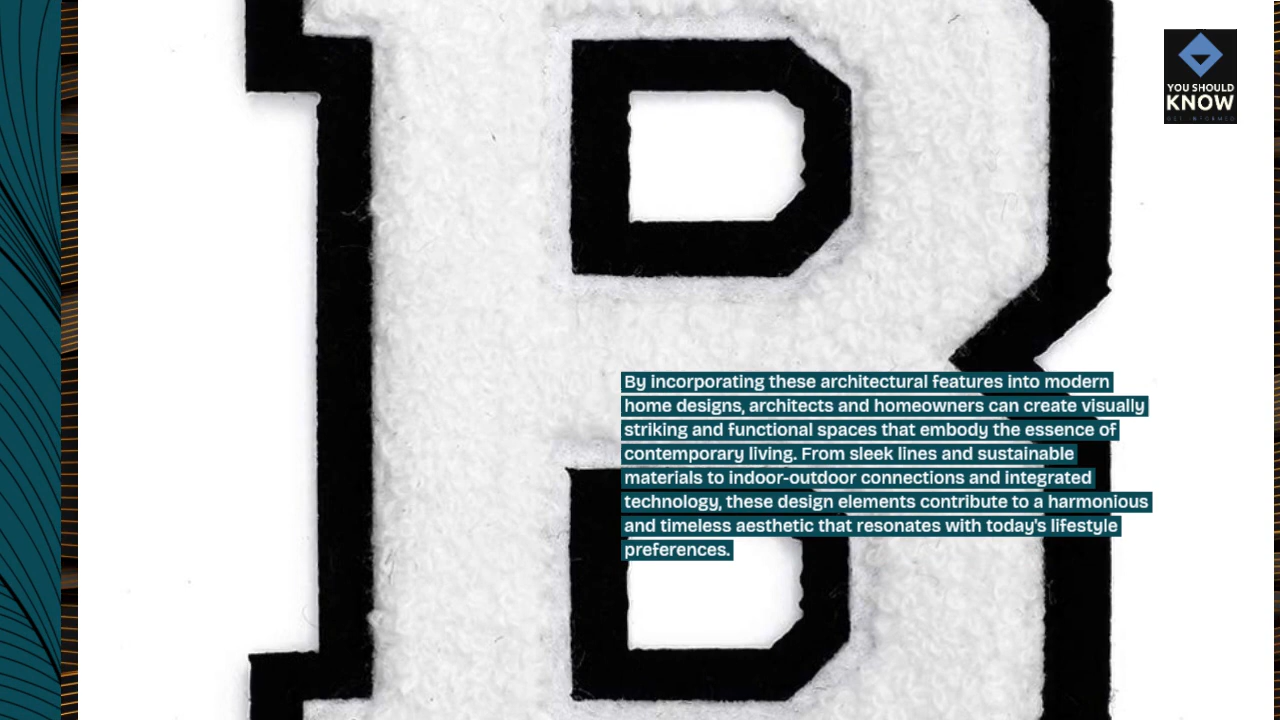 YOU SHOULD
KNOW
GET INFORMED
B
By incorporating these architectural features into modern
home designs, architects and homeowners can create visually
striking and functional spaces that embody the essence of
contemporary living. From sleek lines and sustainable
materials to indoor-outdoor connections and integrated
technology, these design elements contribute to a harmonious
and timeless aesthetic that resonates with today's lifestyle
preferences.